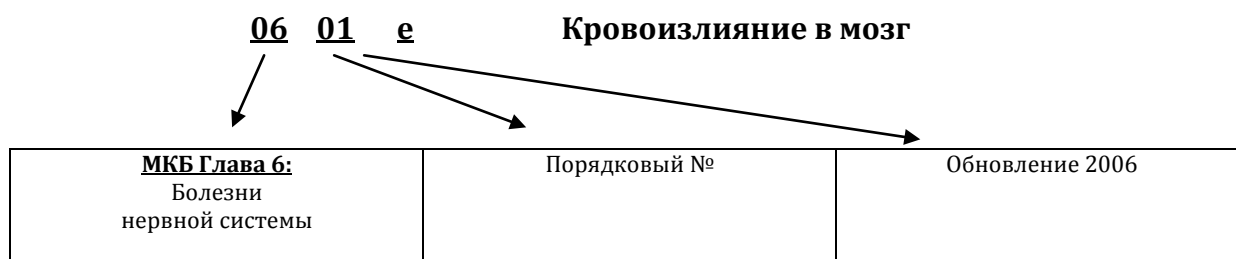 06 01 е Кровоизлияние в мозг
МКБ Глава 6: Порядковый № Обновление 2006
Болезни
нервной системы